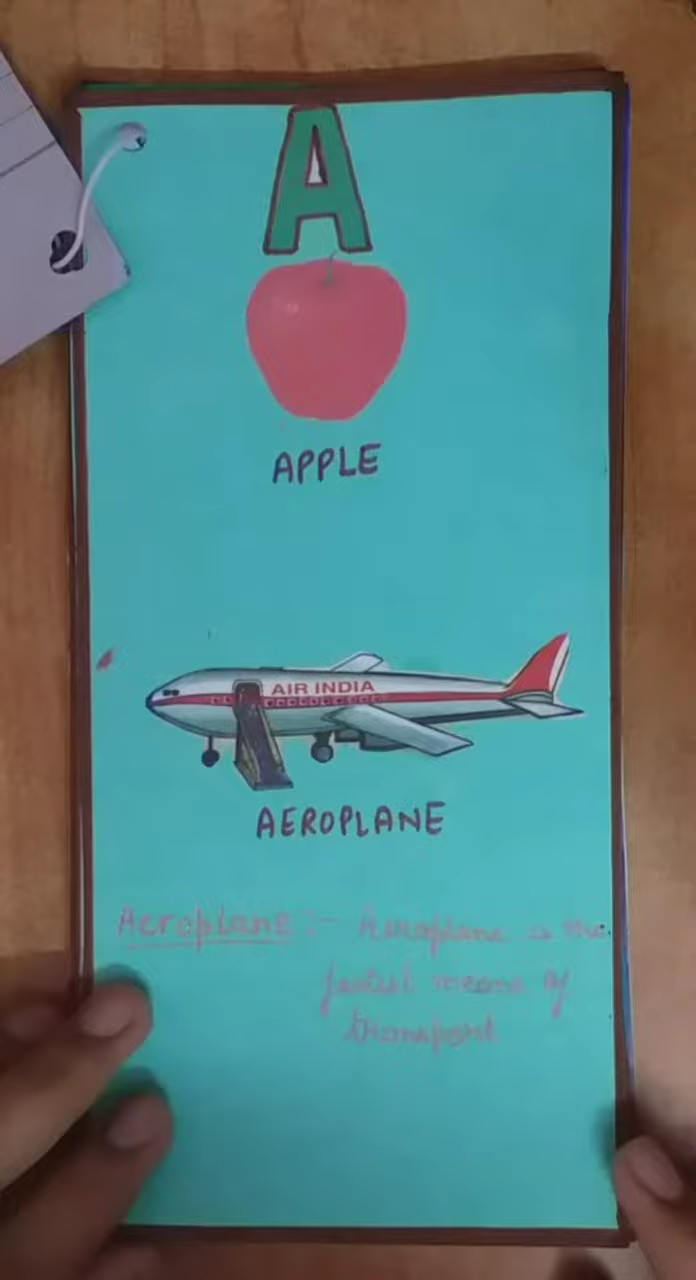 A
APPLE
AIR INDIA
AEROPLANE
Aeroplane :- Aeroplane is the
fastest means of
transport